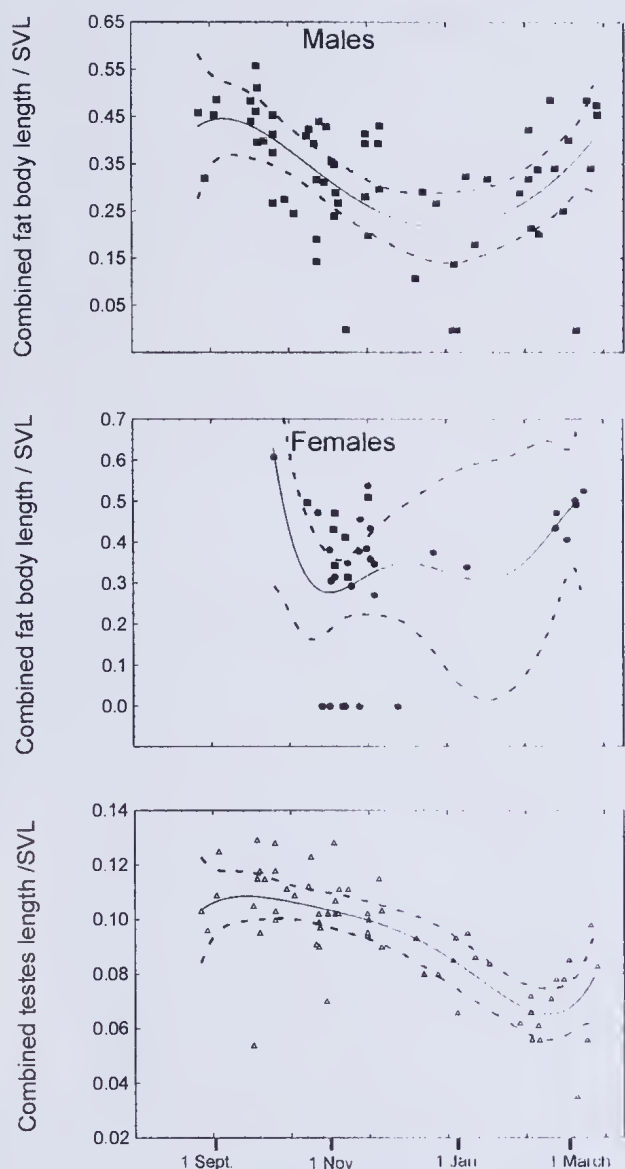 Males
Combined fat body length / SVL
0.65
0.55
0.45
0.35
0.25
0.15
0.05
Females
Combined fat body length / SVL
0.7
0.6
0.5
0.4
0.3
0.2
0.1
0.0
Combined testes length /SVL
0.14
0.12
0.10
0.08
0.06
0.04
0.02
1 Sept.
1 Nov
1 Jan
1 March